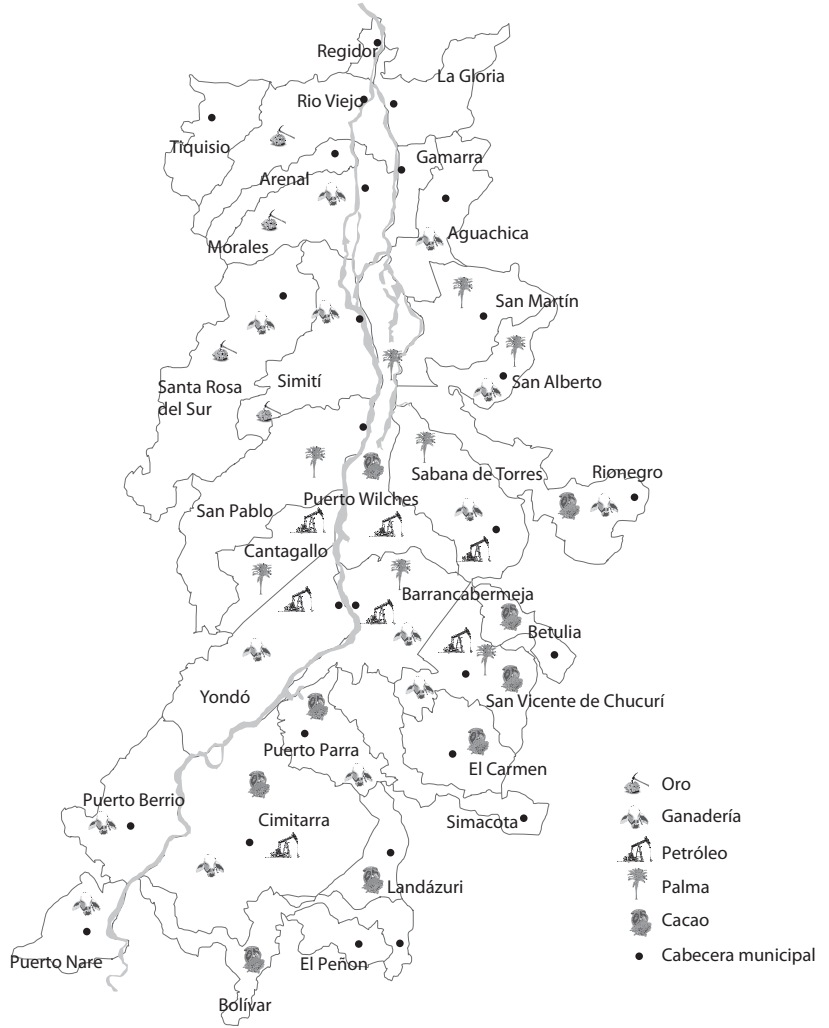 Regidor
La Gloria
Rio Viejo
Tiquisio
Gamarra
Arenal
Aguachica
Morales
San Martín
Simití
San Alberto
Santa Rosa
del Sur
Sabana de Torres
Rionegro
Puerto Wilches
San Pablo
Cantagallo
Barrancabermeja
Betulia
Yondó
San Vicente de Chucurí
Puerto Parra
El Carmen
Puerto Berrio
Cimitarra
Simacota
Landázuri
Puerto Nare
El Peñon
Bolívar
Oro
Ganadería
Petróleo
Palma
Cacao
Cabecera municipal